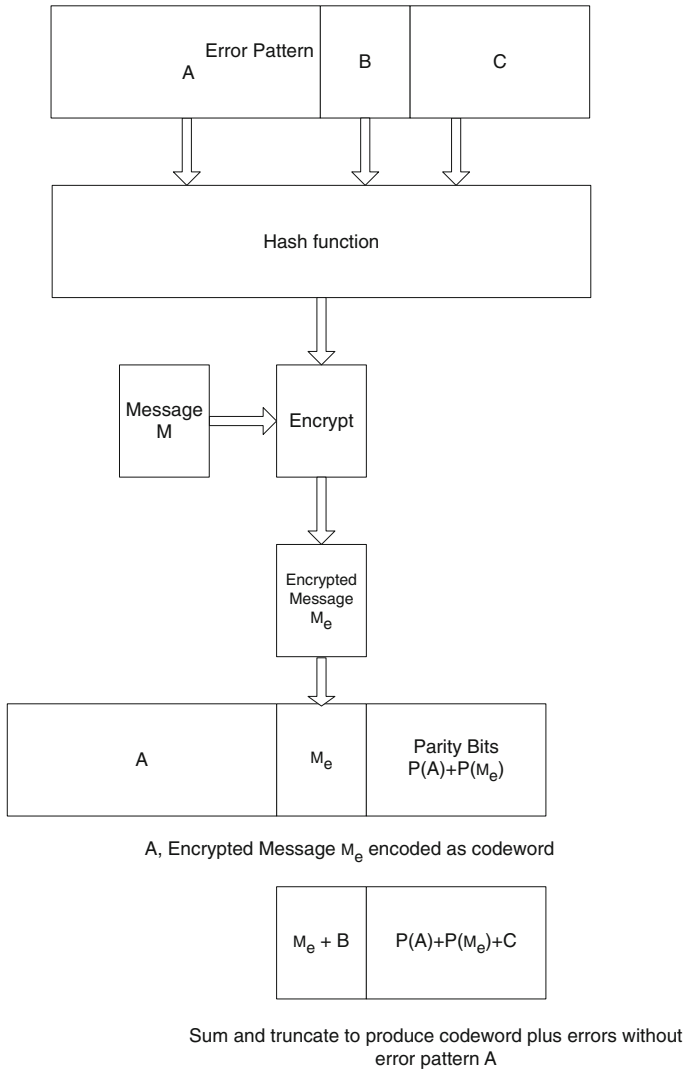 Error Pattern
A
B
C
Hash function
Message
M
Encrypt
Encrypted
Message
Mₑ
A
Mₑ
Parity Bits
P(A)+P(Mₑ)
A, Encrypted Message Mₑ encoded as codeword
Mₑ + B
P(A)+P(Mₑ)+C
Sum and truncate to produce codeword plus errors without
error pattern A